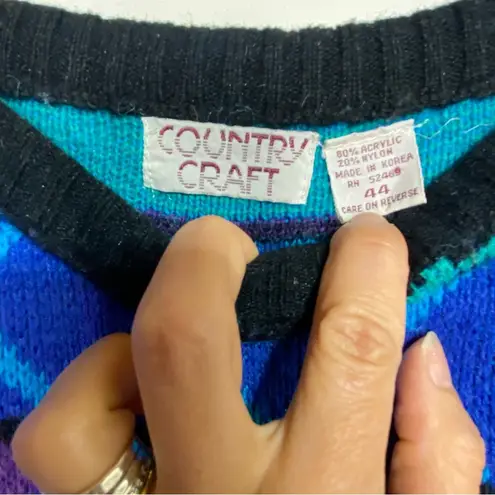 COUNTRY
CRAFT
80% ACRYLIC
20% NYLON
MADE IN KOREA
RN 52469
44
CARE ON REVERSE